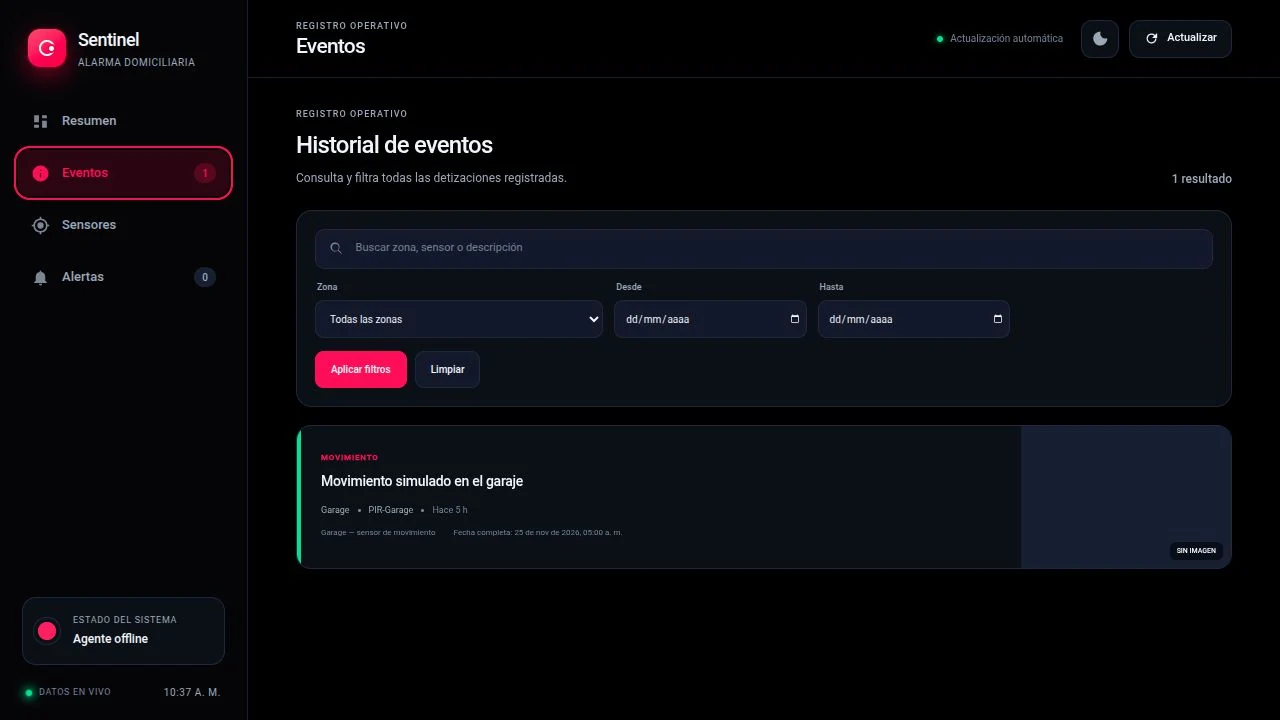 Sentinel
ALARMA DOMICILIARIA
Resumen
Eventos 1
Sensores
Alertas 0
ESTADO DEL SISTEMA
Agente offline
DATOS EN VIVO 10:37 A. M.
REGISTRO OPERATIVO
Eventos
Actualización automática
Actualizar
REGISTRO OPERATIVO
Historial de eventos
Consulta y filtra todas las detizaciones registradas.
1 resultado
Buscar zona, sensor o descripción
Zona Desde Hasta
Todas las zonas dd/mm/aaaa dd/mm/aaaa
Aplicar filtros Limpiar
MOVIMIENTO
Movimiento simulado en el garaje
Garage • PIR-Garage • Hace 5 h
Garage — sensor de movimiento Fecha completa: 25 de nov de 2026, 05:00 a. m.
SIN IMAGEN